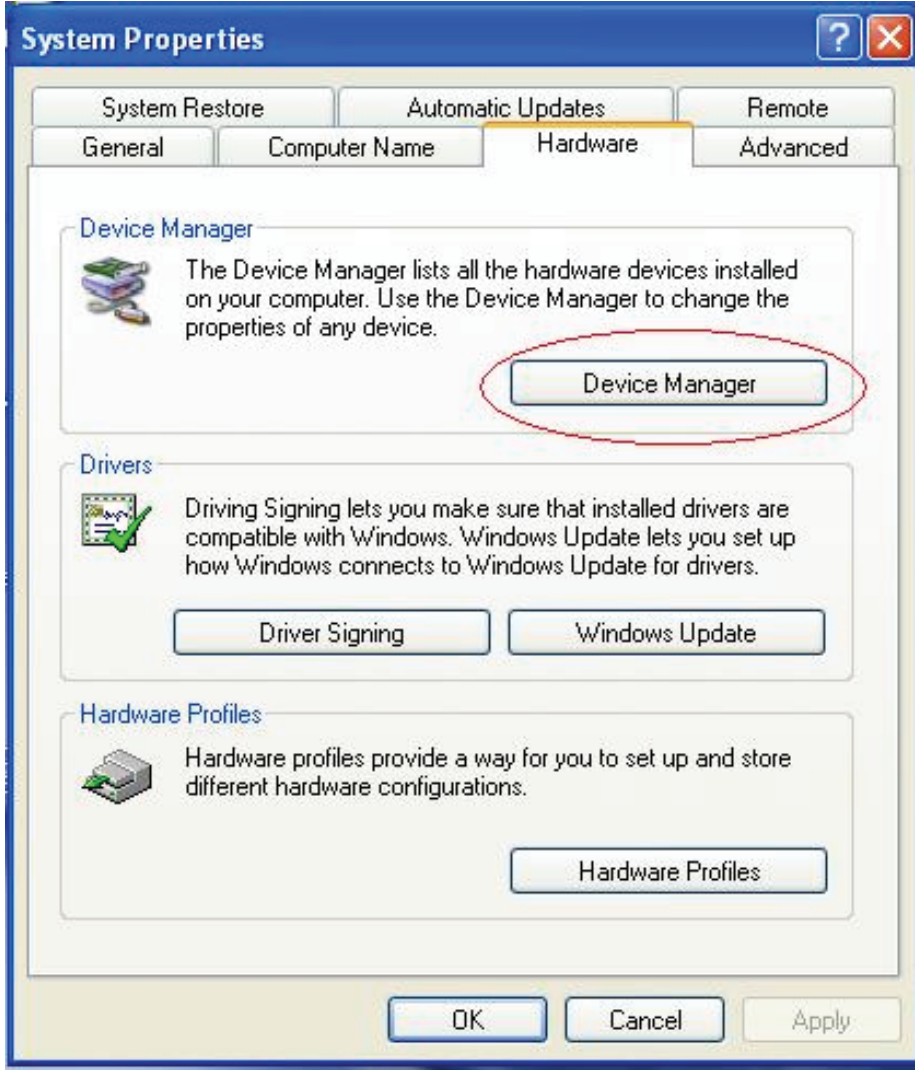 System Properties
System Restore Automatic Updates Remote
General Computer Name Hardware Advanced
Device Manager
The Device Manager lists all the hardware devices installed
on your computer. Use the Device Manager to change the
properties of any device.
Device Manager
Drivers
Driving Signing lets you make sure that installed drivers are
compatible with Windows. Windows Update lets you set up
how Windows connects to Windows Update for drivers.
Driver Signing Windows Update
Hardware Profiles
Hardware profiles provide a way for you to set up and store
different hardware configurations.
Hardware Profiles
OK Cancel Apply